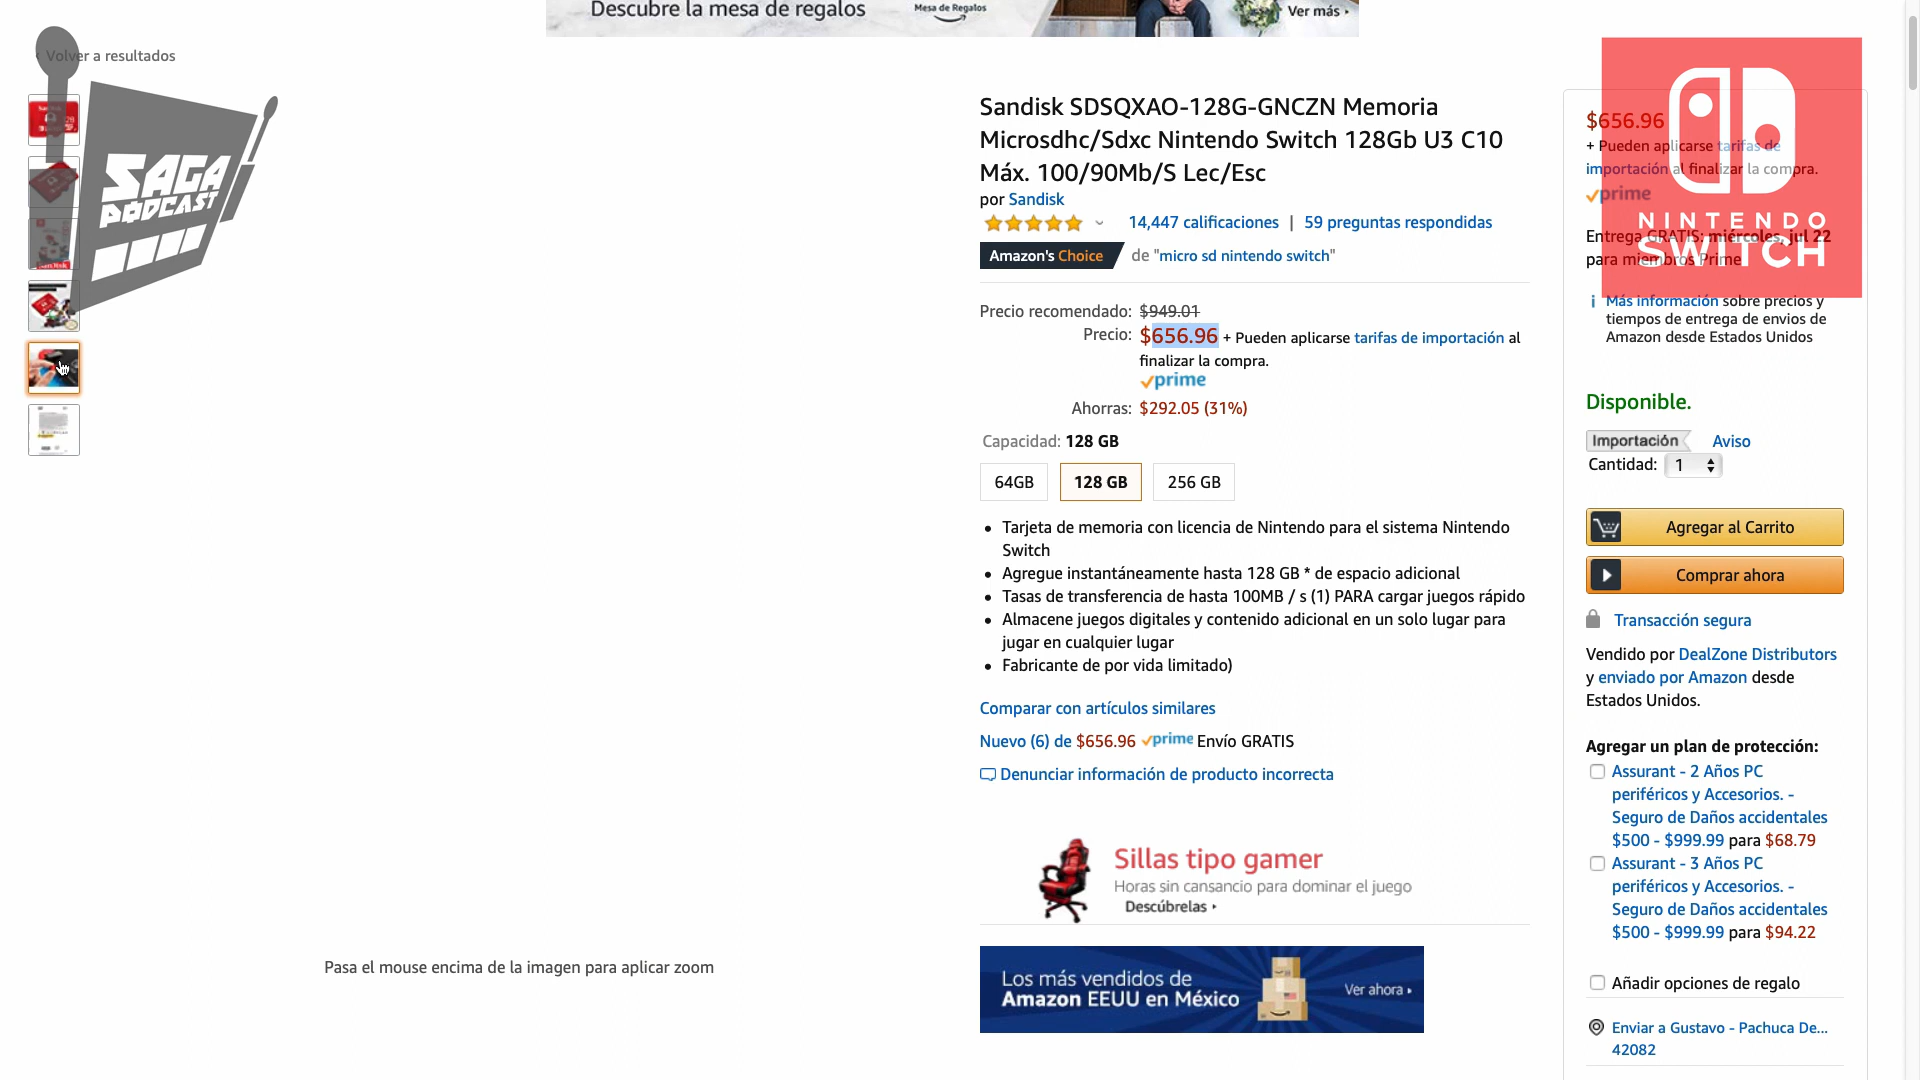 Descubre la mesa de regalos
Mesa de Regalos
Ver más ›
‹ Volver a resultados
SAGA
PODCAST
Sandisk SDSQXAO-128G-GNCZN Memoria
Microsdhc/Sdxc Nintendo Switch 128Gb U3 C10
Máx. 100/90Mb/S Lec/Esc
por Sandisk
14,447 calificaciones | 59 preguntas respondidas
Amazon's Choice de "micro sd nintendo switch"
Precio recomendado: $949.01
Precio: $656.96 + Pueden aplicarse tarifas de importación al
finalizar la compra.
prime
Ahorras: $292.05 (31%)
Capacidad: 128 GB
64GB
128 GB
256 GB
• Tarjeta de memoria con licencia de Nintendo para el sistema Nintendo
Switch
• Agregue instantáneamente hasta 128 GB * de espacio adicional
• Tasas de transferencia de hasta 100MB / s (1) PARA cargar juegos rápido
• Almacene juegos digitales y contenido adicional en un solo lugar para
jugar en cualquier lugar
• Fabricante de por vida limitado)
Comparar con artículos similares
Nuevo (6) de $656.96 prime Envío GRATIS
Denunciar información de producto incorrecta
Sillas tipo gamer
Horas sin cansancio para dominar el juego
Descúbrelas ›
Los más vendidos de
Amazon EEUU en México
Ver ahora ›
Pasa el mouse encima de la imagen para aplicar zoom
$656.96
+ Pueden aplicarse tarifas de
importación al finalizar la compra.
prime
NINTENDO
SWITCH
Entrega GRATIS: miércoles, jul 22
para miembros Prime
Más información sobre precios y
tiempos de entrega de envios de
Amazon desde Estados Unidos
Disponible.
Importación Aviso
Cantidad: 1
Agregar al Carrito
Comprar ahora
Transacción segura
Vendido por DealZone Distributors
y enviado por Amazon desde
Estados Unidos.
Agregar un plan de protección:
Assurant - 2 Años PC
periféricos y Accesorios. -
Seguro de Daños accidentales
$500 - $999.99 para $68.79
Assurant - 3 Años PC
periféricos y Accesorios. -
Seguro de Daños accidentales
$500 - $999.99 para $94.22
Añadir opciones de regalo
Enviar a Gustavo - Pachuca De...
42082